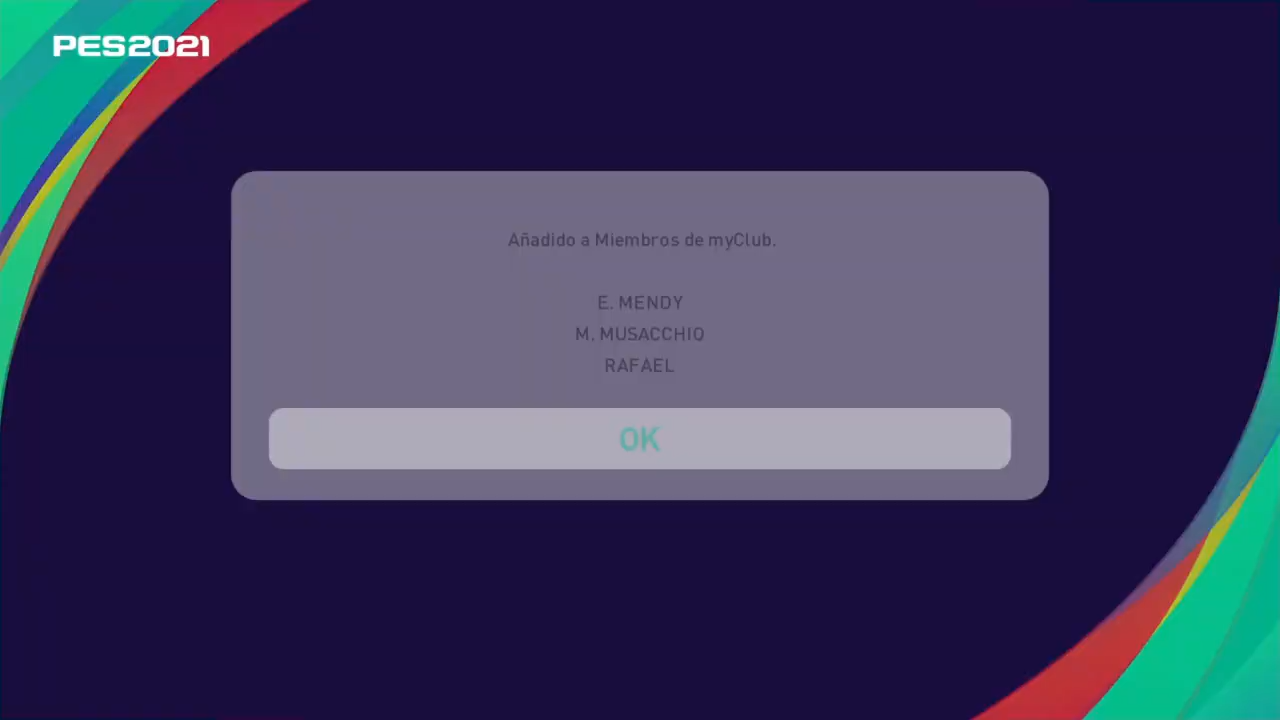 PES2021
Añadido a Miembros de myClub.
E. MENDY
M. MUSACCHIO
RAFAEL
OK